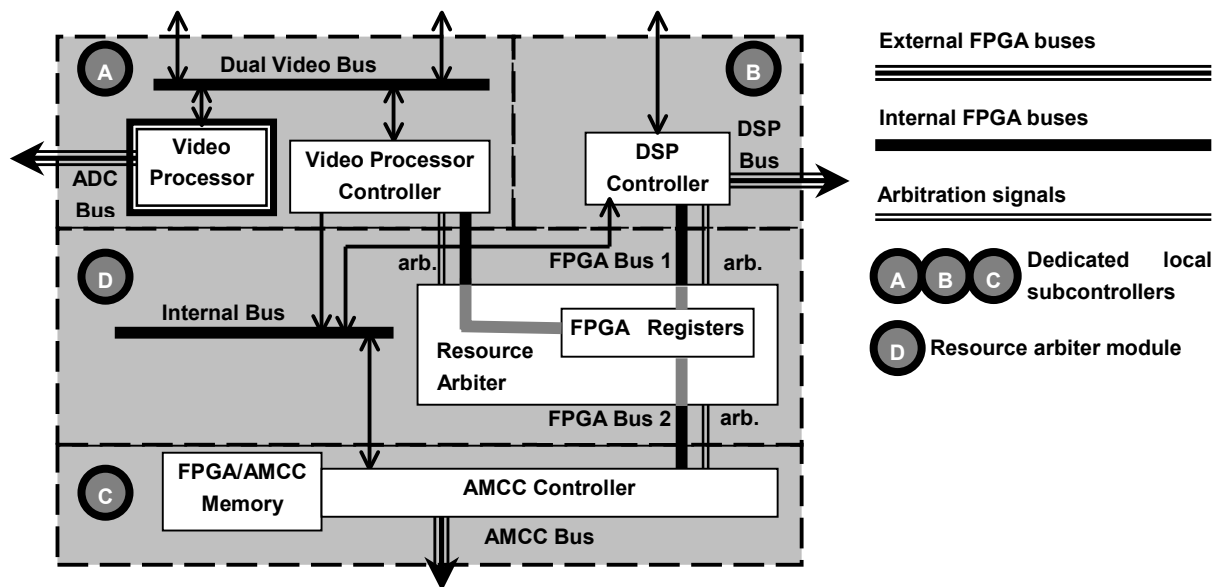 A
Dual Video Bus
B
Video
Processor
Video Processor
Controller
DSP
Controller
DSP
Bus
ADC
Bus
D
arb.
FPGA Bus 1
arb.
Internal Bus
FPGA Registers
Resource
Arbiter
FPGA Bus 2
arb.
C
FPGA/AMCC
Memory
AMCC Controller
AMCC Bus
External FPGA buses
Internal FPGA buses
Arbitration signals
A B C
Dedicated local
subcontrollers
D
Resource arbiter module